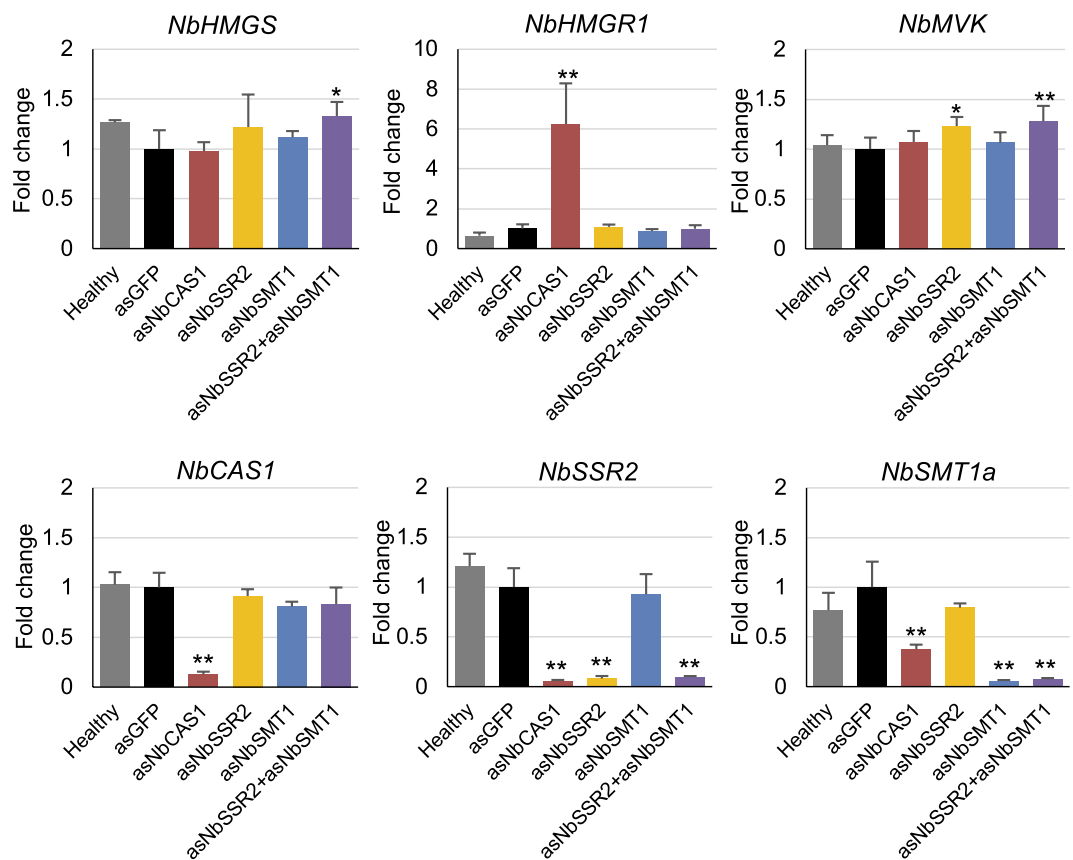 NbHMGS
Fold change
2
1.5
1
0.5
0
*
Healthy
asGFP
asNbCAS1
asNbSSR2
asNbSMT1
asNbSSR2+asNbSMT1
NbHMGR1
Fold change
10
8
6
4
2
0
**
Healthy
asGFP
asNbCAS1
asNbSSR2
asNbSMT1
asNbSSR2+asNbSMT1
NbMVK
Fold change
2
1.5
1
0.5
0
*
**
Healthy
asGFP
asNbCAS1
asNbSSR2
asNbSMT1
asNbSSR2+asNbSMT1
NbCAS1
Fold change
2
1.5
1
0.5
0
**
Healthy
asGFP
asNbCAS1
asNbSSR2
asNbSMT1
asNbSSR2+asNbSMT1
NbSSR2
Fold change
2
1.5
1
0.5
0
**
**
**
Healthy
asGFP
asNbCAS1
asNbSSR2
asNbSMT1
asNbSSR2+asNbSMT1
NbSMT1a
Fold change
2
1.5
1
0.5
0
**
**
**
Healthy
asGFP
asNbCAS1
asNbSSR2
asNbSMT1
asNbSSR2+asNbSMT1